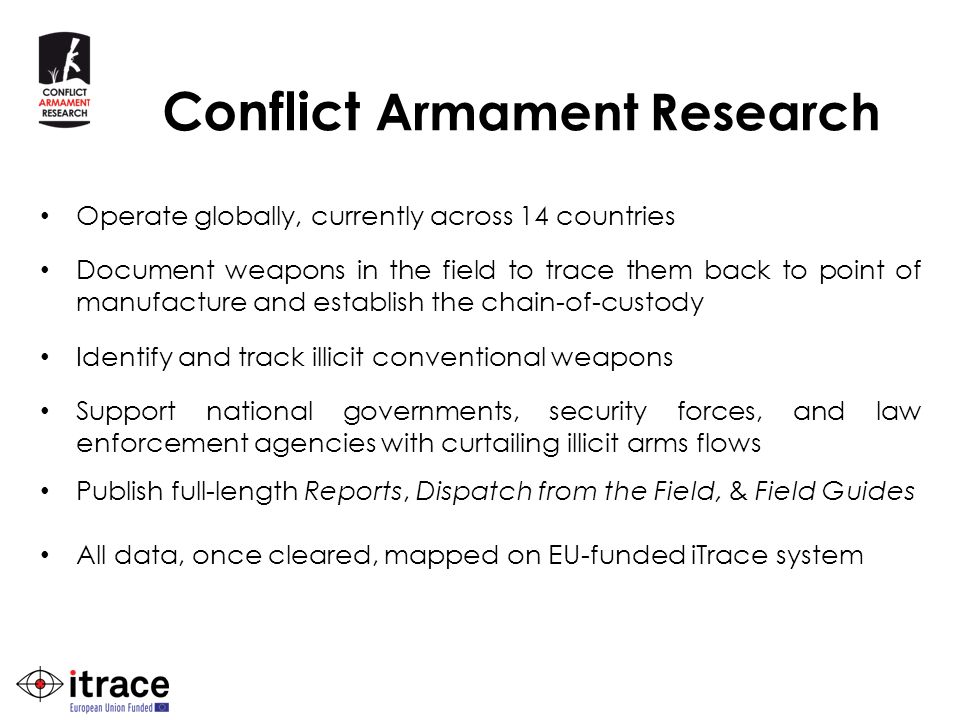 CONFLICT
ARMAMENT
RESEARCH
Conflict Armament Research
• Operate globally, currently across 14 countries
• Document weapons in the field to trace them back to point of
manufacture and establish the chain-of-custody
• Identify and track illicit conventional weapons
• Support national governments, security forces, and law
enforcement agencies with curtailing illicit arms flows
• Publish full-length Reports, Dispatch from the Field, & Field Guides
• All data, once cleared, mapped on EU-funded iTrace system
itrace
European Union Funded